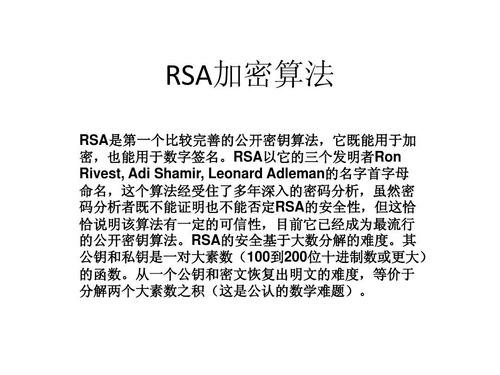 RSA加密算法
RSA是第一个比较完善的公开密钥算法，它既能用于加
密，也能用于数字签名。RSA以它的三个发明者Ron
Rivest, Adi Shamir, Leonard Adleman的名字首字母
命名，这个算法经受住了多年深入的密码分析，虽然密
码分析者既不能证明也不能否定RSA的安全性，但这恰
恰说明该算法有一定的可信性，目前它已经成为最流行
的公开密钥算法。RSA的安全基于大数分解的难度。其
公钥和私钥是一对大素数（100到200位十进制数或更大）
的函数。从一个公钥和密文恢复出明文的难度，等价于
分解两个大素数之积（这是公认的数学难题）。